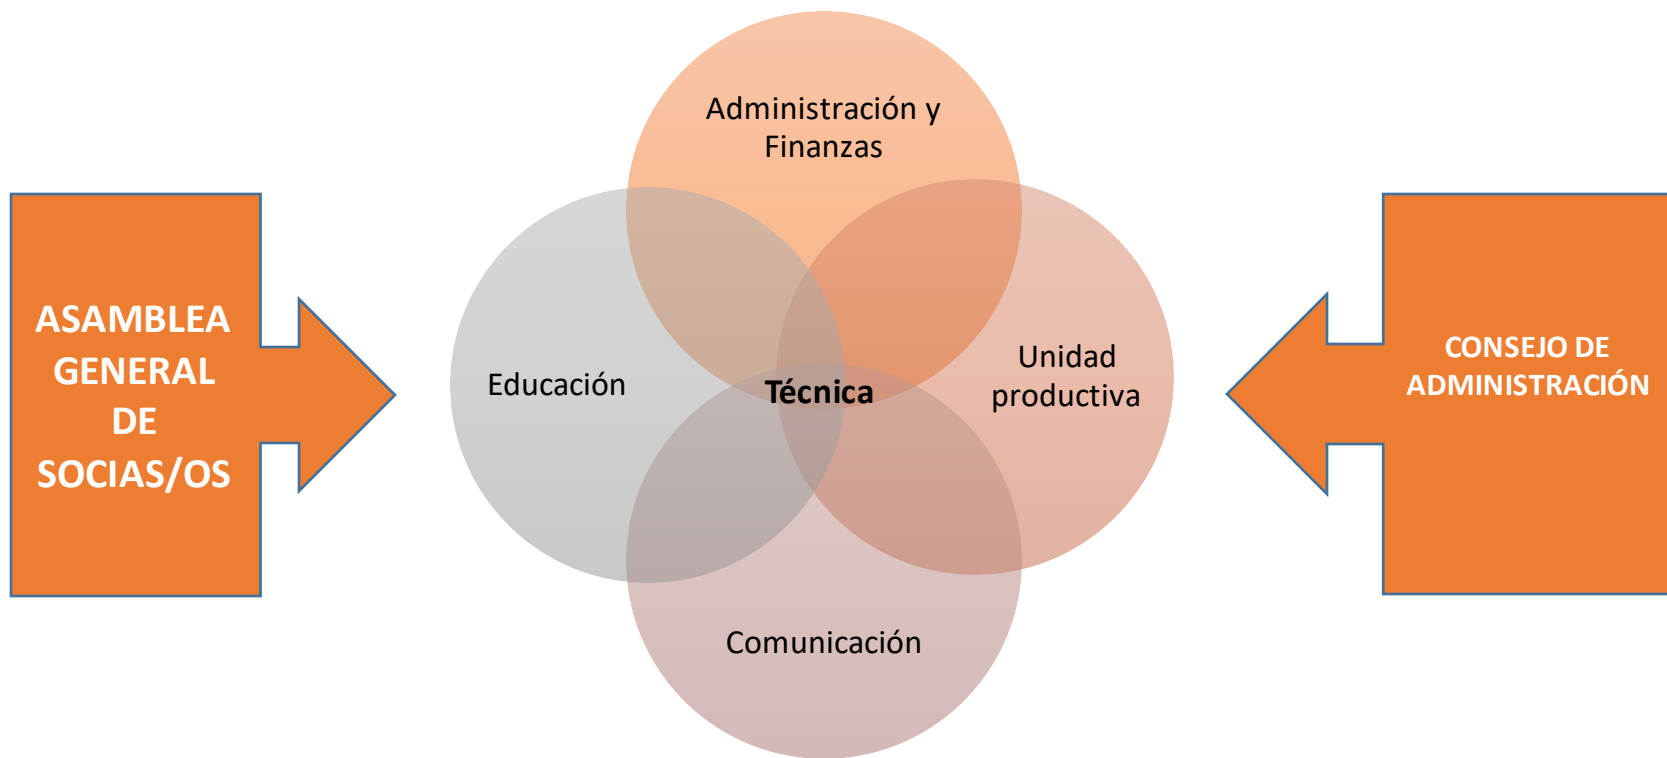 Administración y
Finanzas
ASAMBLEA
GENERAL
DE
SOCIAS/OS
Educación
Técnica
Unidad
productiva
CONSEJO DE
ADMINISTRACIÓN
Comunicación